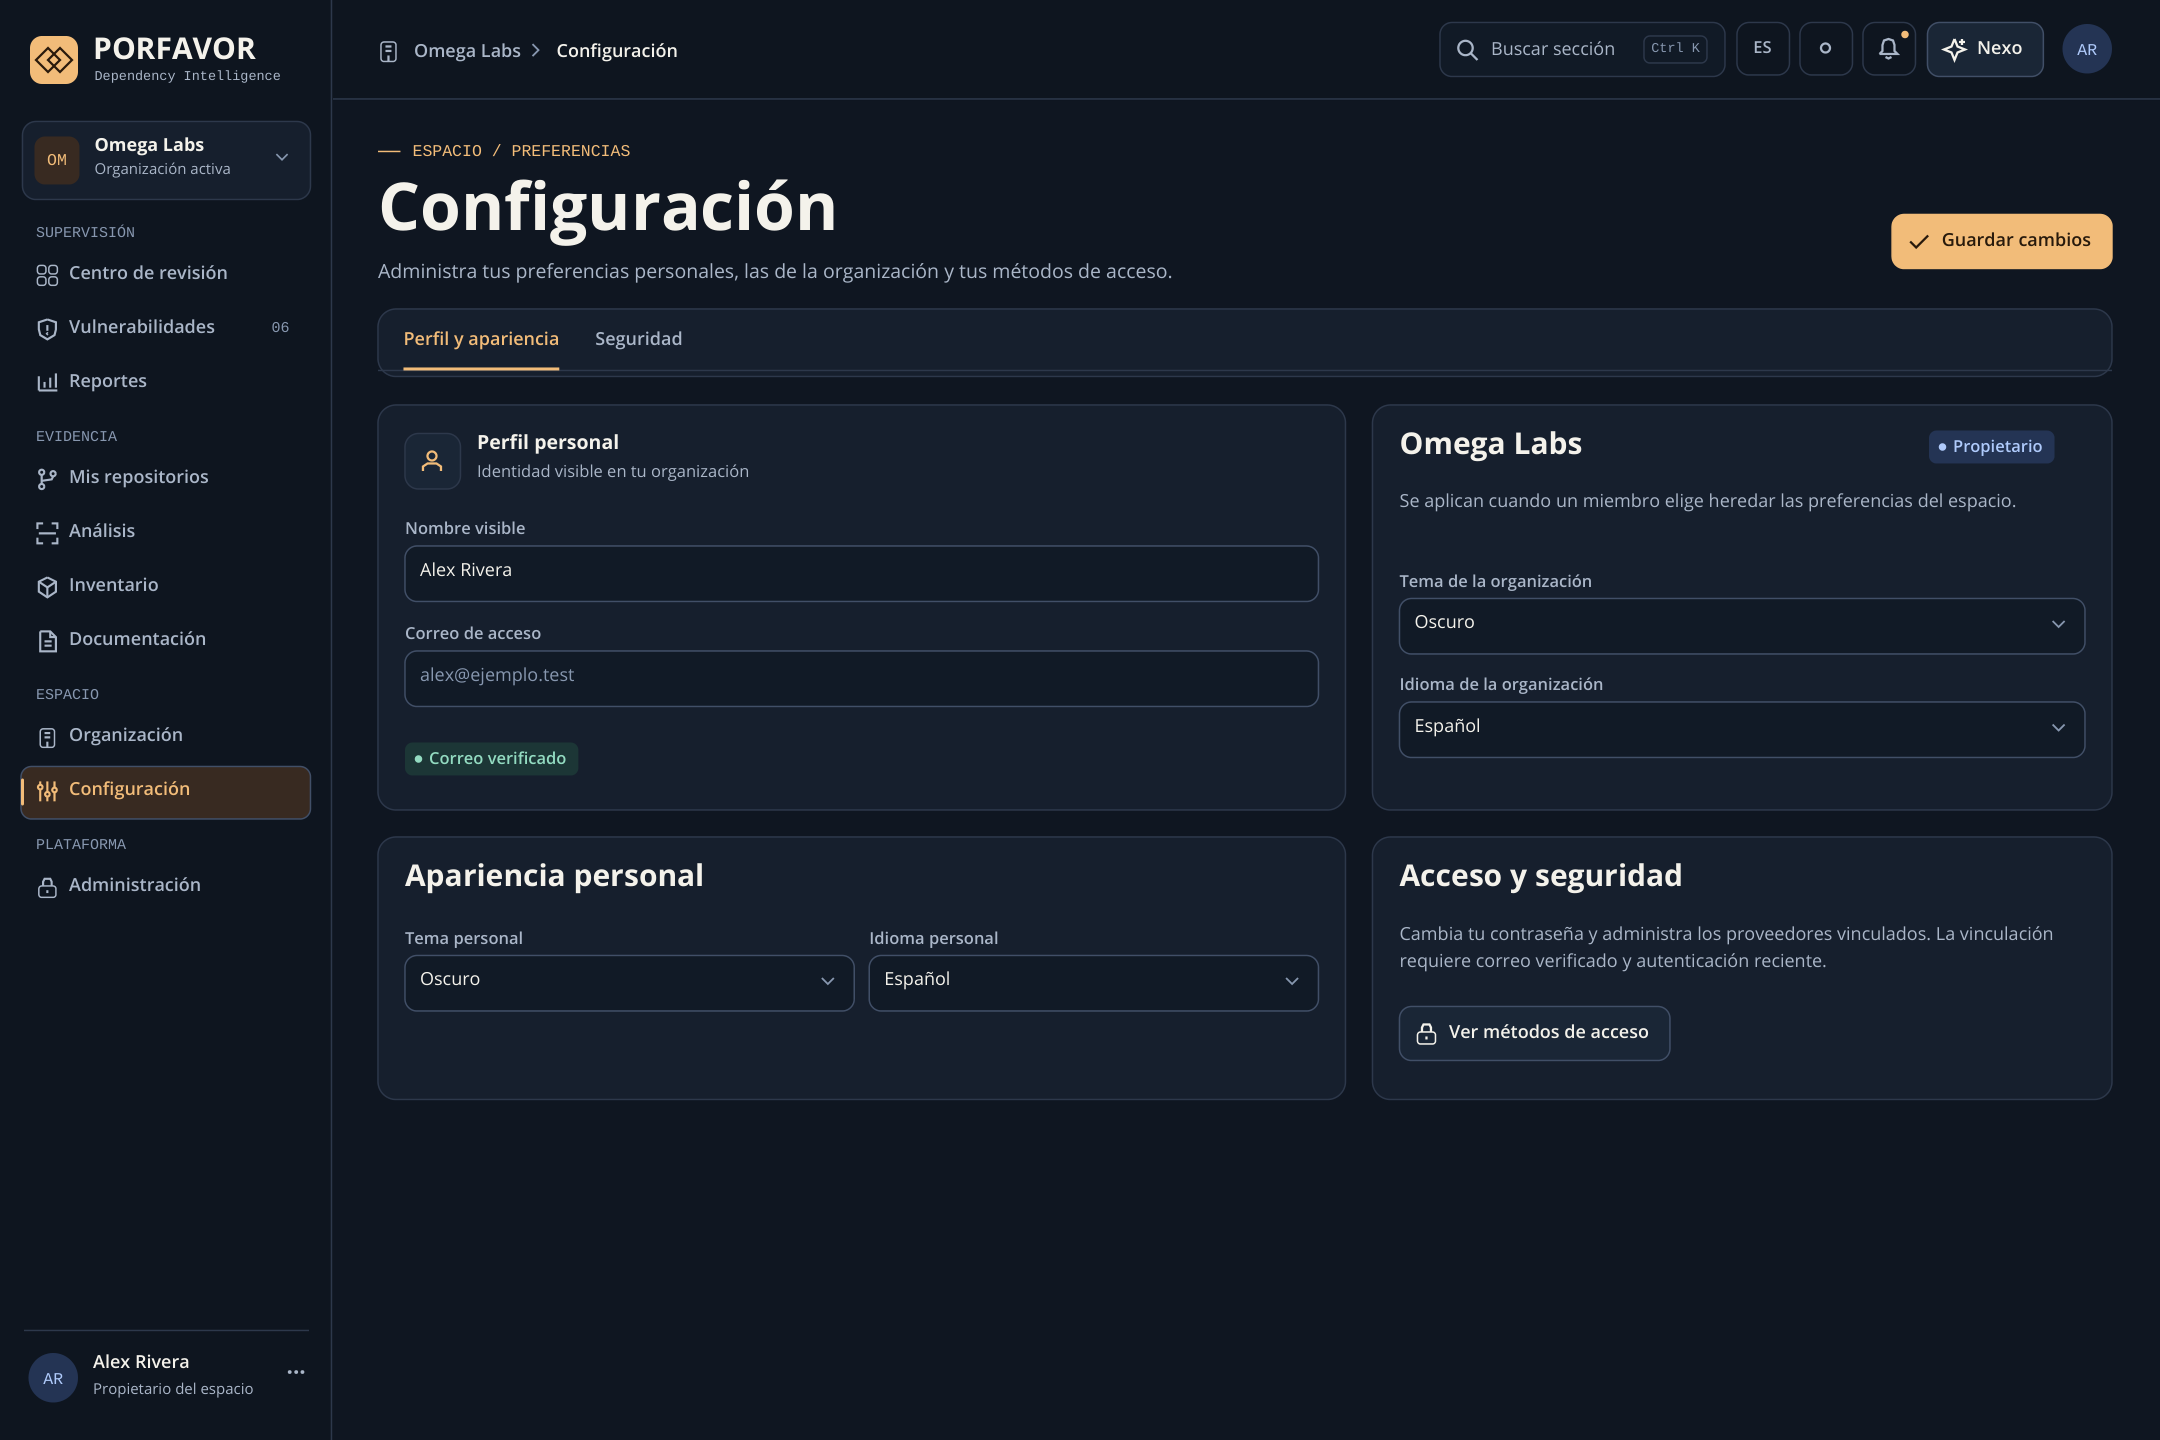 PORFAVOR
Dependency Intelligence
OM
Omega Labs
Organización activa
SUPERVISIÓN
Centro de revisión
Vulnerabilidades 06
Reportes
EVIDENCIA
Mis repositorios
Análisis
Inventario
Documentación
ESPACIO
Organización
Configuración
PLATAFORMA
Administración
AR
Alex Rivera
Propietario del espacio
Omega Labs > Configuración
Buscar sección Ctrl K
ES
Nexo
AR
ESPACIO / PREFERENCIAS
Configuración
Administra tus preferencias personales, las de la organización y tus métodos de acceso.
Guardar cambios
Perfil y apariencia Seguridad
Perfil personal
Identidad visible en tu organización
Nombre visible
Alex Rivera
Correo de acceso
alex@ejemplo.test
Correo verificado
Omega Labs
Propietario
Se aplican cuando un miembro elige heredar las preferencias del espacio.
Tema de la organización
Oscuro
Idioma de la organización
Español
Apariencia personal
Tema personal Idioma personal
Oscuro Español
Acceso y seguridad
Cambia tu contraseña y administra los proveedores vinculados. La vinculación
requiere correo verificado y autenticación reciente.
Ver métodos de acceso